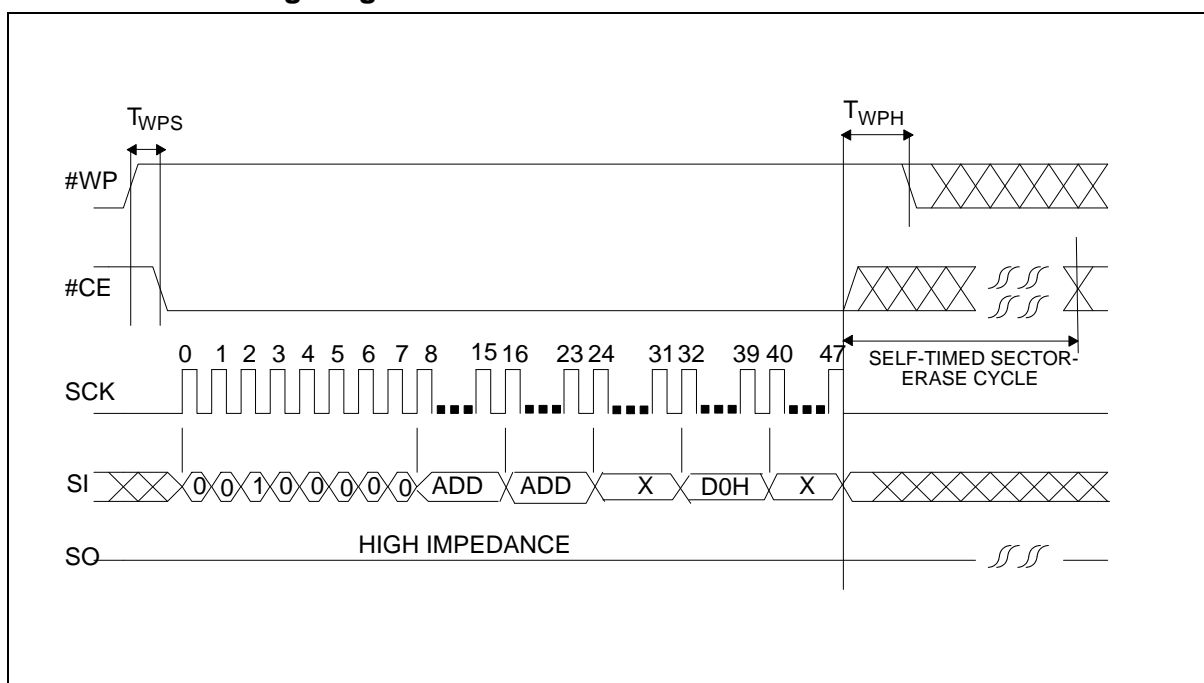 T_WPS
T_WPH
#WP
#CE
0 1 2 3 4 5 6 7 8 15 16 23 24 31 32 39 40 47
SELF-TIMED SECTOR-
ERASE CYCLE
SCK
SI 0 0 1 0 0 0 0 0 ADD ADD X D0H X
HIGH IMPEDANCE
SO